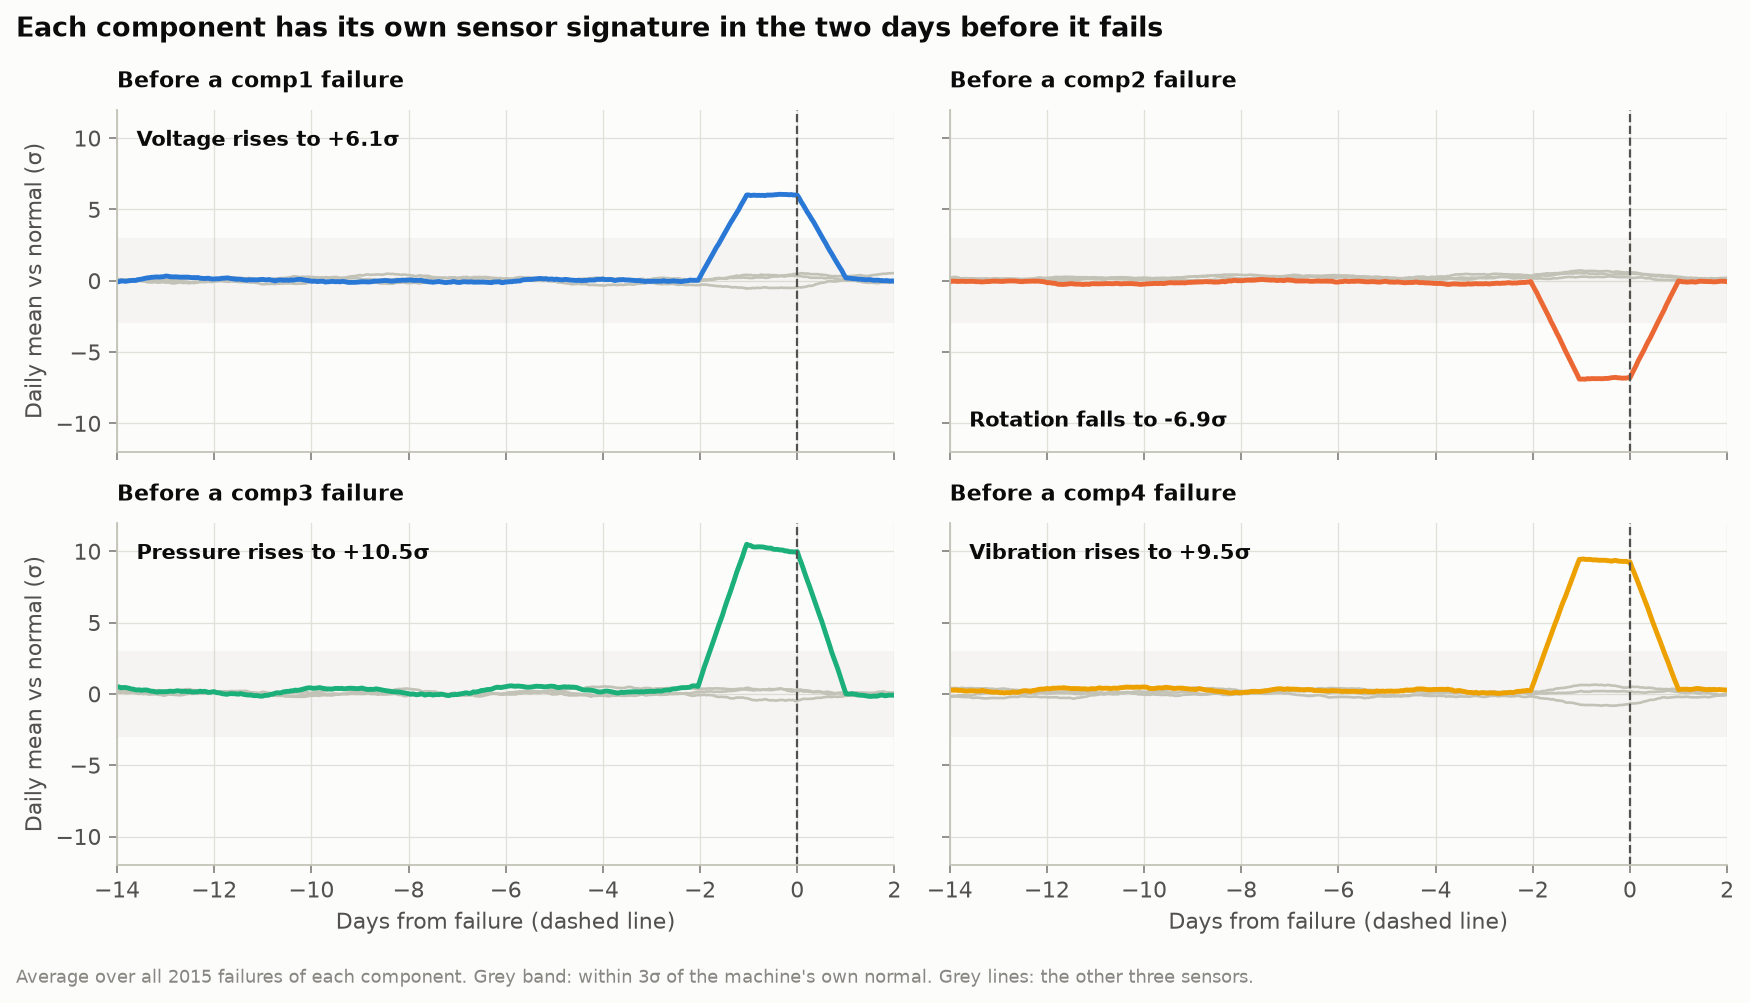 Each component has its own sensor signature in the two days before it fails
Before a comp1 failure
Before a comp2 failure
Daily mean vs normal (σ)
10
5
0
−5
−10
Voltage rises to +6.1σ
Rotation falls to -6.9σ
Before a comp3 failure
Before a comp4 failure
Daily mean vs normal (σ)
10
5
0
−5
−10
Pressure rises to +10.5σ
Vibration rises to +9.5σ
−14 −12 −10 −8 −6 −4 −2 0 2
−14 −12 −10 −8 −6 −4 −2 0 2
Days from failure (dashed line)
Days from failure (dashed line)
Average over all 2015 failures of each component. Grey band: within 3σ of the machine's own normal. Grey lines: the other three sensors.